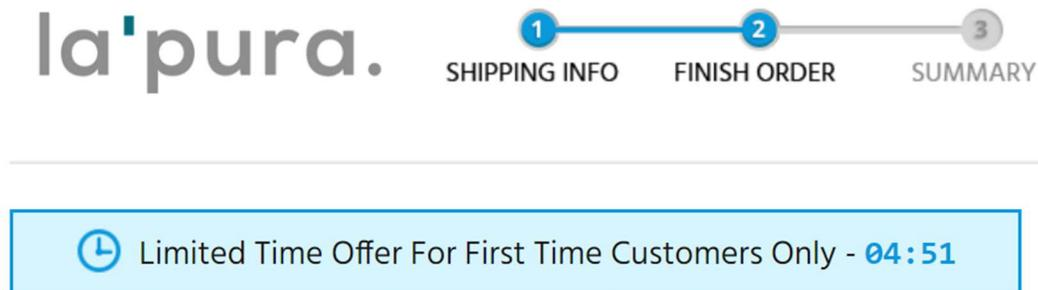 la'pura.
1 2 3
SHIPPING INFO FINISH ORDER SUMMARY
Limited Time Offer For First Time Customers Only - 04:51